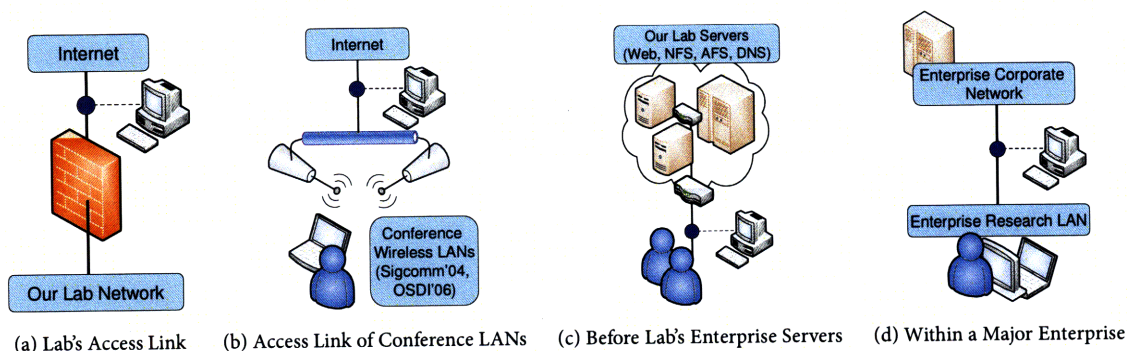 Internet
Our Lab Network
(a) Lab's Access Link
Internet
Conference
Wireless LANs
(Sigcomm'04,
OSDI'06)
(b) Access Link of Conference LANs
Our Lab Servers
(Web, NFS, AFS, DNS)
(c) Before Lab's Enterprise Servers
Enterprise Corporate
Network
Enterprise Research LAN
(d) Within a Major Enterprise